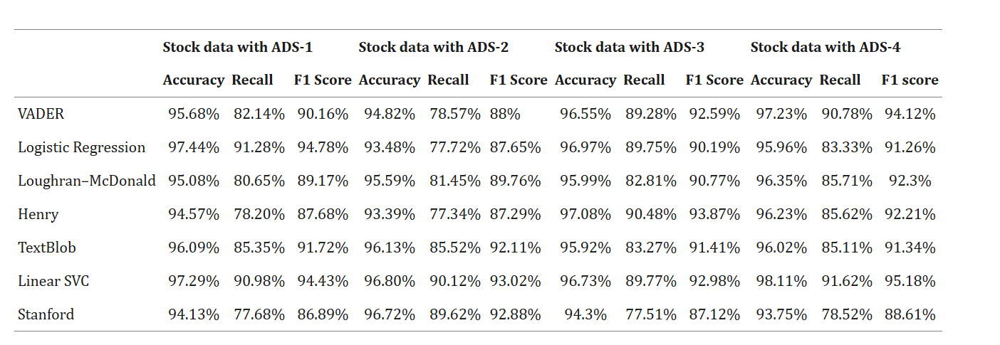 Stock data with ADS-1 Stock data with ADS-2 Stock data with ADS-3 Stock data with ADS-4
Accuracy Recall F1 Score Accuracy Recall F1 Score Accuracy Recall F1 Score Accuracy Recall F1 score
VADER 95.68% 82.14% 90.16% 94.82% 78.57% 88% 96.55% 89.28% 92.59% 97.23% 90.78% 94.12%
Logistic Regression 97.44% 91.28% 94.78% 93.48% 77.72% 87.65% 96.97% 89.75% 90.19% 95.96% 83.33% 91.26%
Loughran–McDonald 95.08% 80.65% 89.17% 95.59% 81.45% 89.76% 95.99% 82.81% 90.77% 96.35% 85.71% 92.3%
Henry 94.57% 78.20% 87.68% 93.39% 77.34% 87.29% 97.08% 90.48% 93.87% 96.23% 85.62% 92.21%
TextBlob 96.09% 85.35% 91.72% 96.13% 85.52% 92.11% 95.92% 83.27% 91.41% 96.02% 85.11% 91.34%
Linear SVC 97.29% 90.98% 94.43% 96.80% 90.12% 93.02% 96.73% 89.77% 92.98% 98.11% 91.62% 95.18%
Stanford 94.13% 77.68% 86.89% 96.72% 89.62% 92.88% 94.3% 77.51% 87.12% 93.75% 78.52% 88.61%